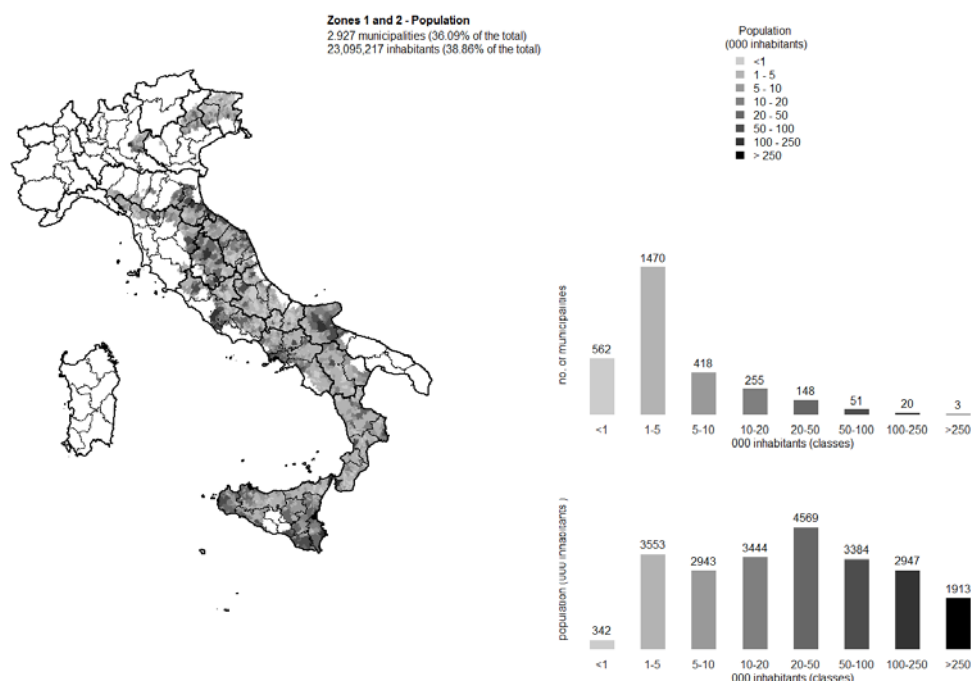 Zones 1 and 2 - Population
2.927 municipalities (36.09% of the total)
23,095,217 inhabitants (38.86% of the total)
Population
(000 inhabitants)
<1
1 - 5
5 - 10
10 - 20
20 - 50
50 - 100
100 - 250
> 250
no. of municipalities
562
1470
418
255
148
51
20
3
<1
1-5
5-10
10-20
20-50
50-100
100-250
>250
000 inhabitants (classes)
population (000 innabitants )
342
3553
2943
3444
4569
3384
2947
1913
<1
1-5
5-10
10-20
20-50
50-100
100-250
>250
000 inhabitants (classes)